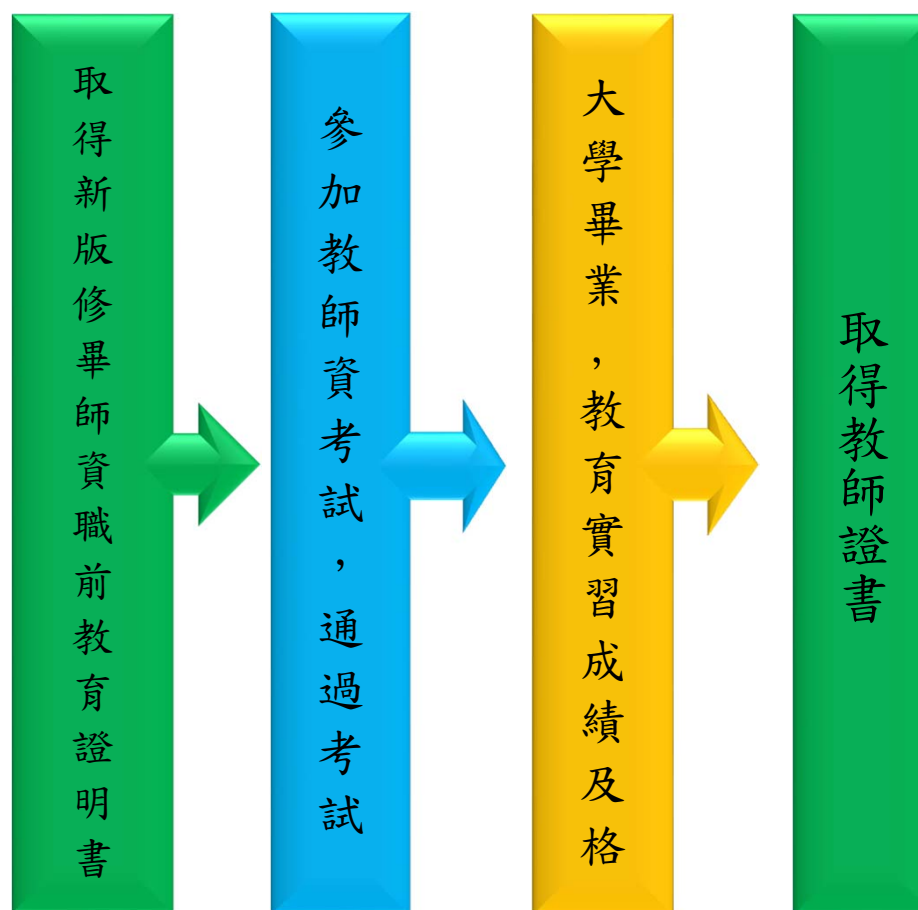 取得新版修畢師資職前教育證明書
參加教師資考試，通過考試
大學畢業，教育實習成績及格
取得教師證書